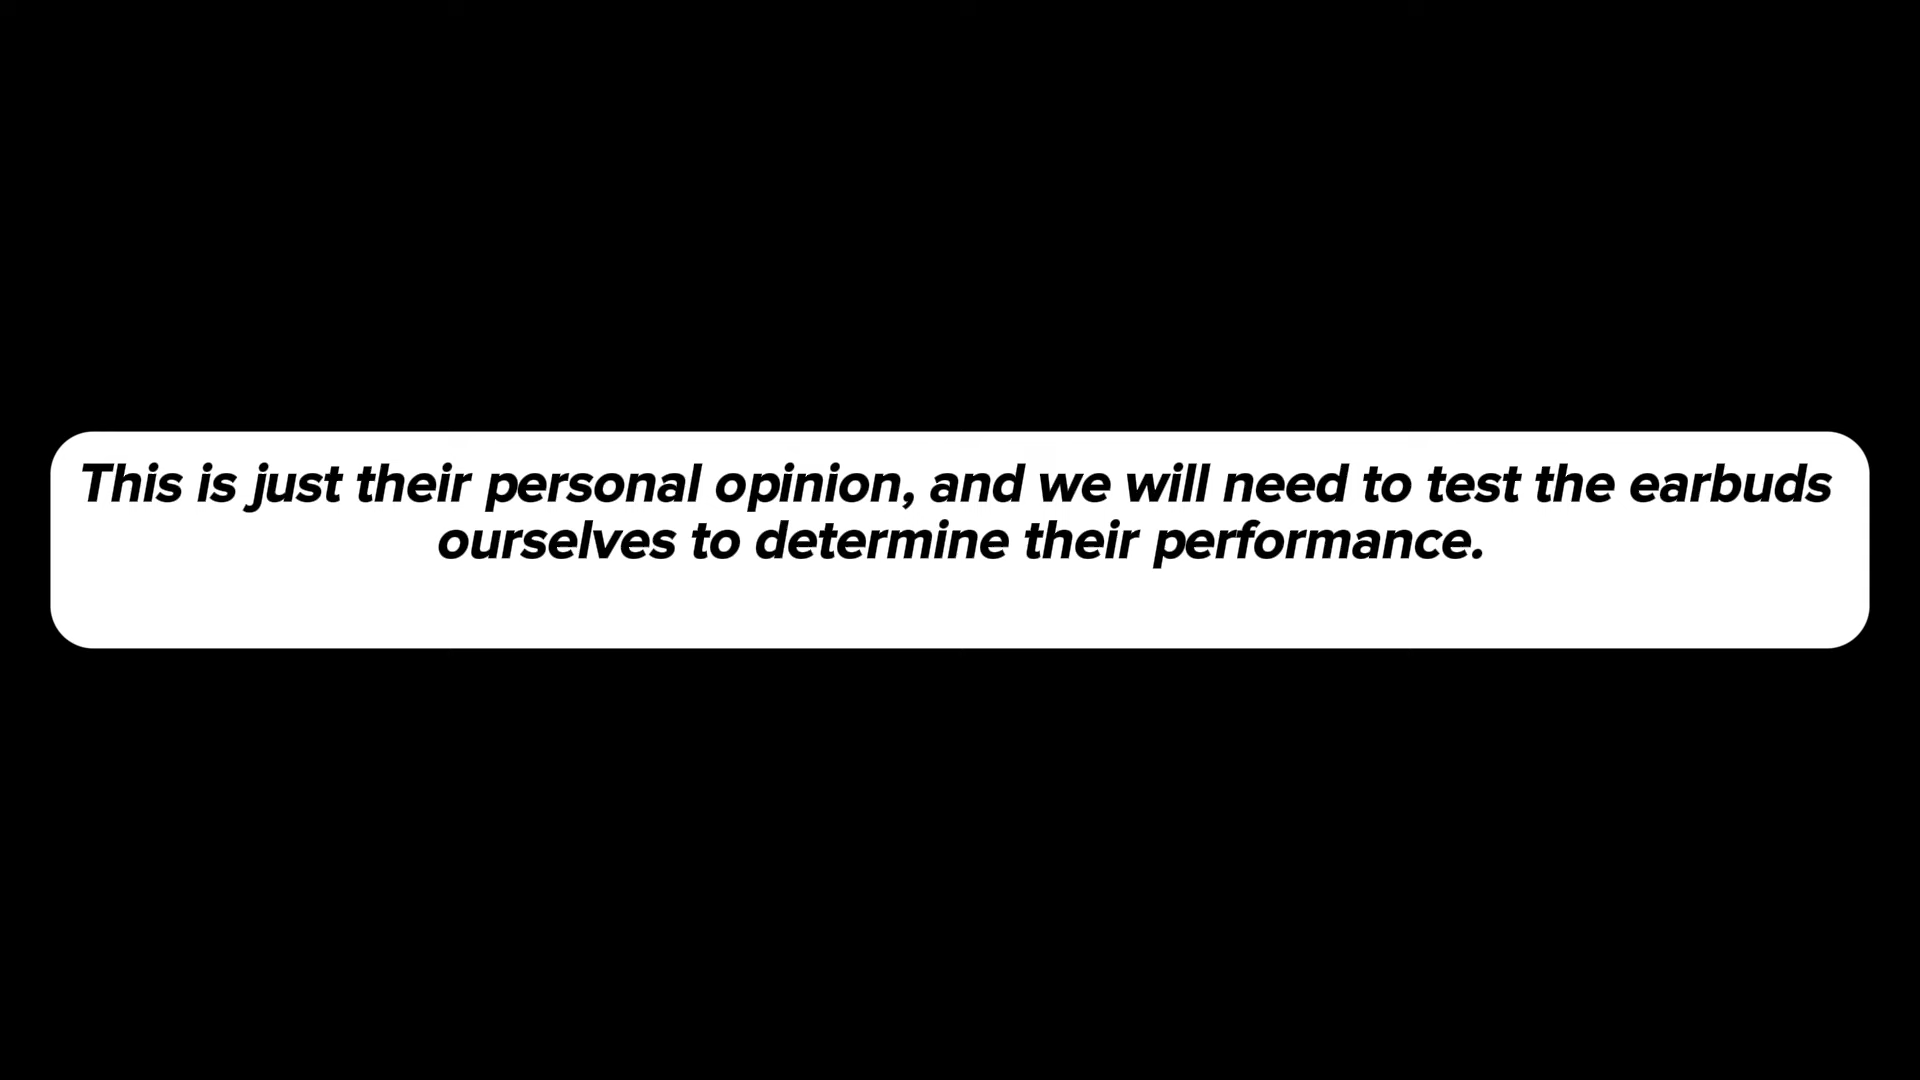 This is just their personal opinion, and we will need to test the earbuds
ourselves to determine their performance.